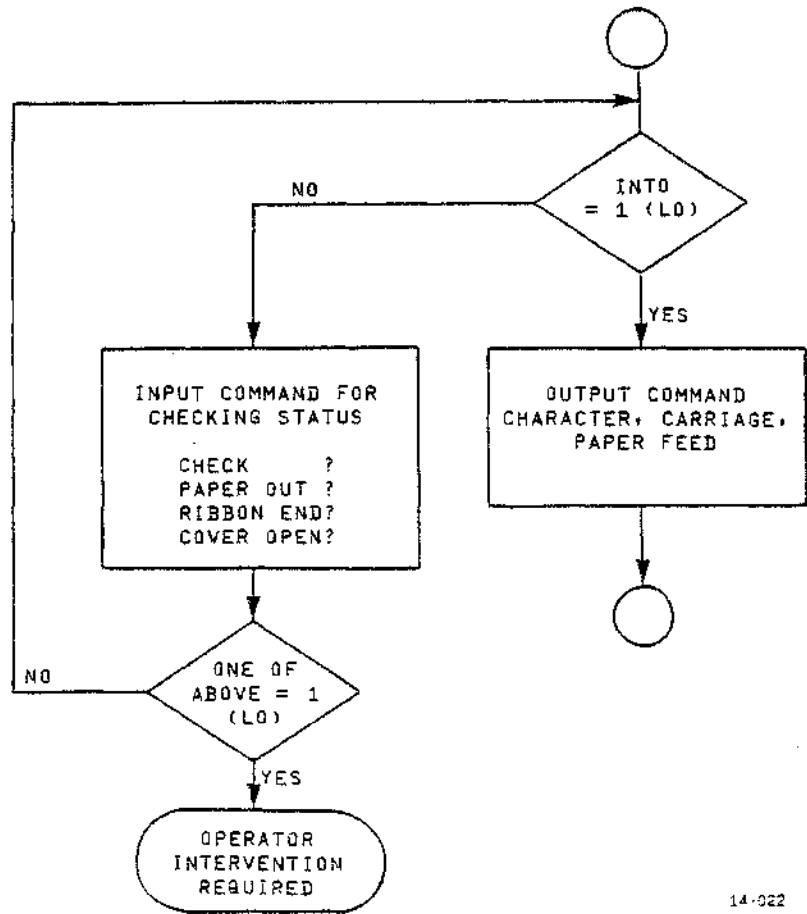 INTO
= 1 (LO)
NO
YES
INPUT COMMAND FOR
CHECKING STATUS
CHECK ?
PAPER OUT ?
RIBBON END?
COVER OPEN?
OUTPUT COMMAND
CHARACTER, CARRIAGE,
PAPER FEED
NO
ONE OF
ABOVE = 1
(LO)
YES
OPERATOR
INTERVENTION
REQUIRED
14-022